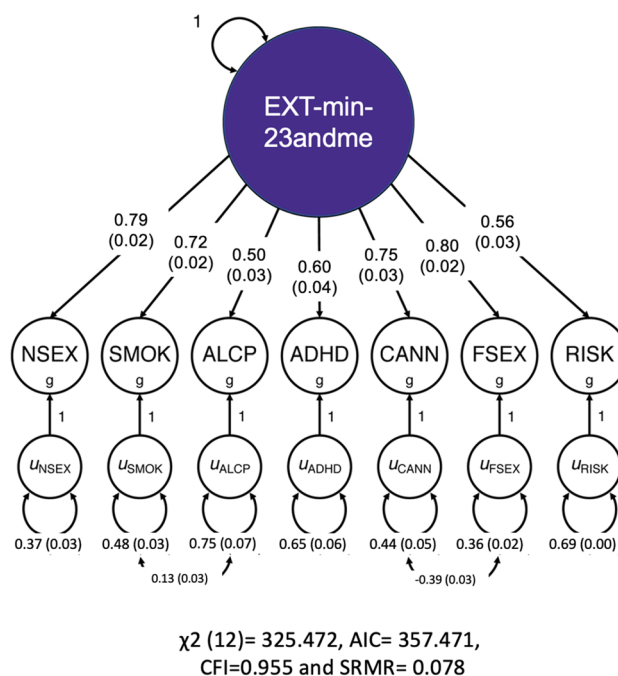 1
EXT-min-
23andme
0.79
(0.02)
0.72
(0.02)
0.50
(0.03)
0.60
(0.04)
0.75
(0.03)
0.80
(0.02)
0.56
(0.03)
NSEX SMOK ALCP ADHD CANN FSEX RISK
g g g g g g g
1 1 1 1 1 1 1
uNSEX uSMOK uALCP uADHD uCANN uFSEX uRISK
0.37 (0.03) 0.48 (0.03) 0.75 (0.07) 0.65 (0.06) 0.44 (0.05) 0.36 (0.02) 0.69 (0.00)
0.13 (0.03) -0.39 (0.03)
χ2 (12)= 325.472, AIC= 357.471,
CFI=0.955 and SRMR= 0.078